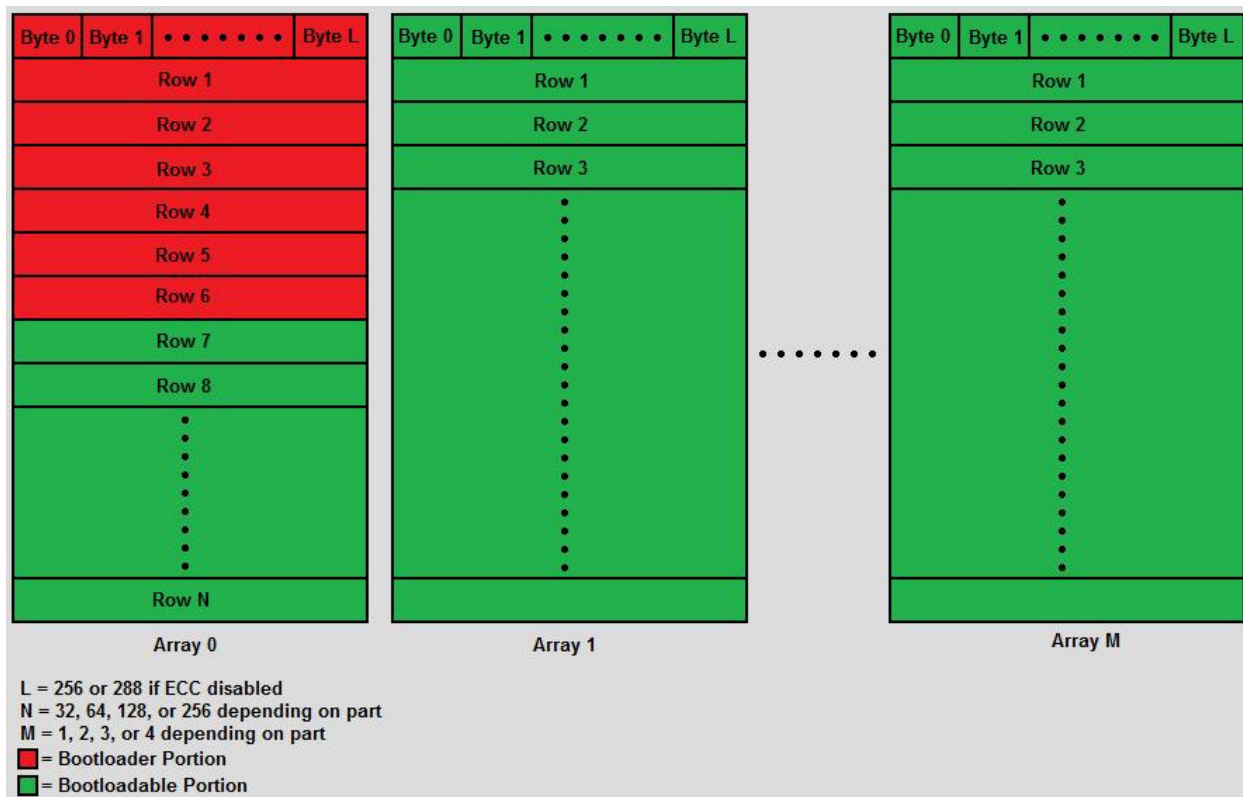 Byte 0 Byte 1 ....... Byte L
Row 1
Row 2
Row 3
Row 4
Row 5
Row 6
Row 7
Row 8
Row N
Array 0
Byte 0 Byte 1 ....... Byte L
Row 1
Row 2
Row 3
Array 1
.......
Byte 0 Byte 1 ....... Byte L
Row 1
Row 2
Row 3
Array M
L = 256 or 288 if ECC disabled
N = 32, 64, 128, or 256 depending on part
M = 1, 2, 3, or 4 depending on part
= Bootloader Portion
= Bootloadable Portion